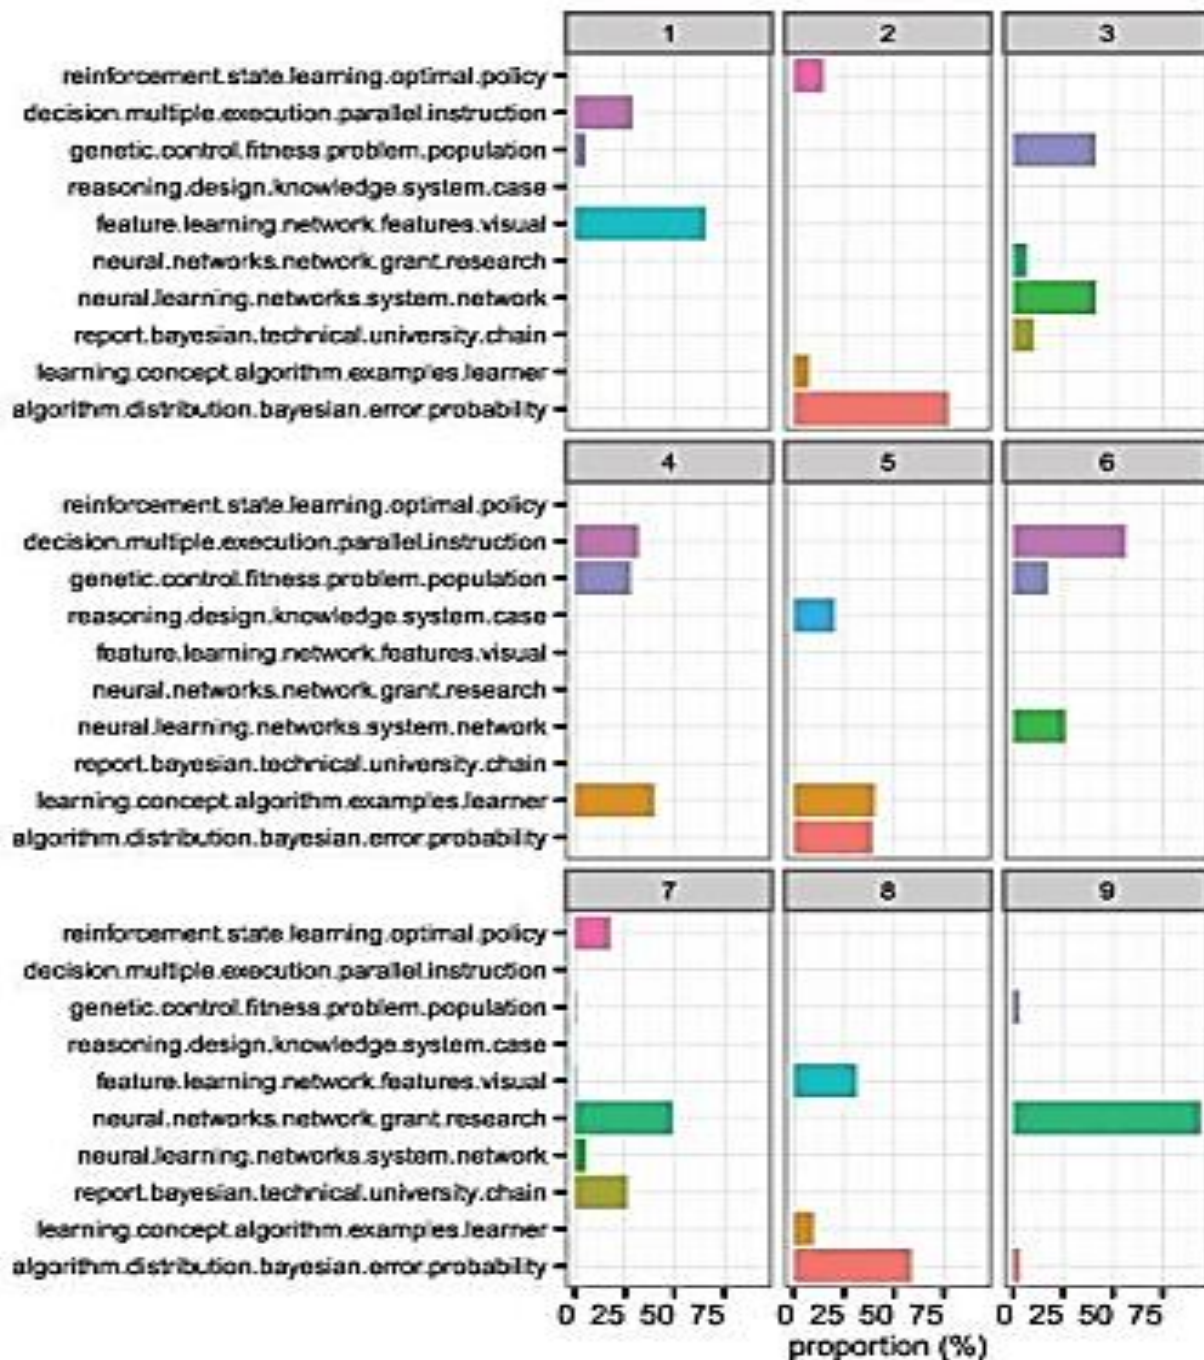 1 2 3
reinforcement.state.learning.optimal.policy
decision.multiple.execution.parallel.instruction
genetic.control.fitness.problem.population
reasoning.design.knowledge.system.case
feature.learning.network.features.visual
neural.networks.network.grant.research
neural.learning.networks.system.network
report.bayesian.technical.university.chain
learning.concept.algorithm.examples.learner
algorithm.distribution.bayesian.error.probability
4 5 6
reinforcement.state.learning.optimal.policy
decision.multiple.execution.parallel.instruction
genetic.control.fitness.problem.population
reasoning.design.knowledge.system.case
feature.learning.network.features.visual
neural.networks.network.grant.research
neural.learning.networks.system.network
report.bayesian.technical.university.chain
learning.concept.algorithm.examples.learner
algorithm.distribution.bayesian.error.probability
7 8 9
reinforcement.state.learning.optimal.policy
decision.multiple.execution.parallel.instruction
genetic.control.fitness.problem.population
reasoning.design.knowledge.system.case
feature.learning.network.features.visual
neural.networks.network.grant.research
neural.learning.networks.system.network
report.bayesian.technical.university.chain
learning.concept.algorithm.examples.learner
algorithm.distribution.bayesian.error.probability
0 25 50 75 0 25 50 75 0 25 50 75
proportion (%)